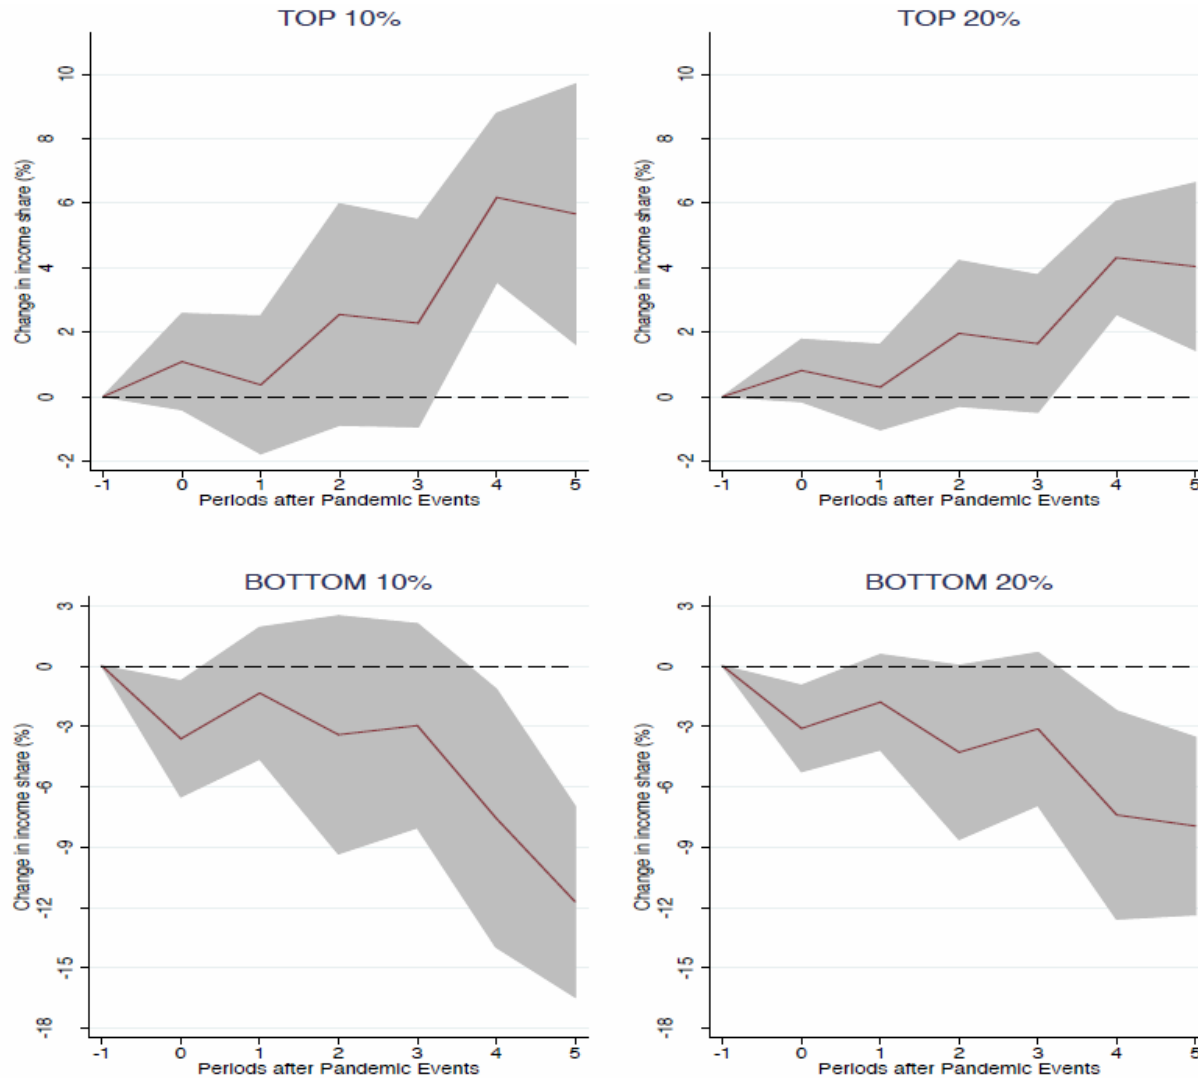 TOP 10%
Change in income share (%)
10
8
6
4
2
0
-2
-1 0 1 2 3 4 5
Periods after Pandemic Events
TOP 20%
Change in income share (%)
10
8
6
4
2
0
-2
-1 0 1 2 3 4 5
Periods after Pandemic Events
BOTTOM 10%
Change in income share (%)
3
0
-3
-6
-9
-12
-15
-18
-1 0 1 2 3 4 5
Periods after Pandemic Events
BOTTOM 20%
Change in income share (%)
3
0
-3
-6
-9
-12
-15
-18
-1 0 1 2 3 4 5
Periods after Pandemic Events